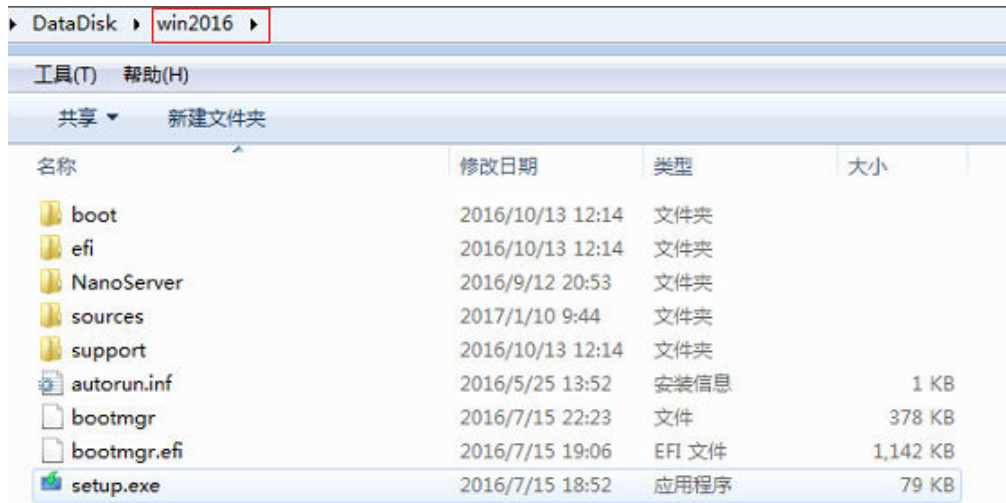 DataDisk win2016
工具(T) 帮助(H)
共享 新建文件夹
名称 修改日期 类型 大小
boot 2016/10/13 12:14 文件夹
efi 2016/10/13 12:14 文件夹
NanoServer 2016/9/12 20:53 文件夹
sources 2017/1/10 9:44 文件夹
support 2016/10/13 12:14 文件夹
autorun.inf 2016/5/25 13:52 安装信息 1 KB
bootmgr 2016/7/15 22:23 文件 378 KB
bootmgr.efi 2016/7/15 19:06 EFI 文件 1,142 KB
setup.exe 2016/7/15 18:52 应用程序 79 KB